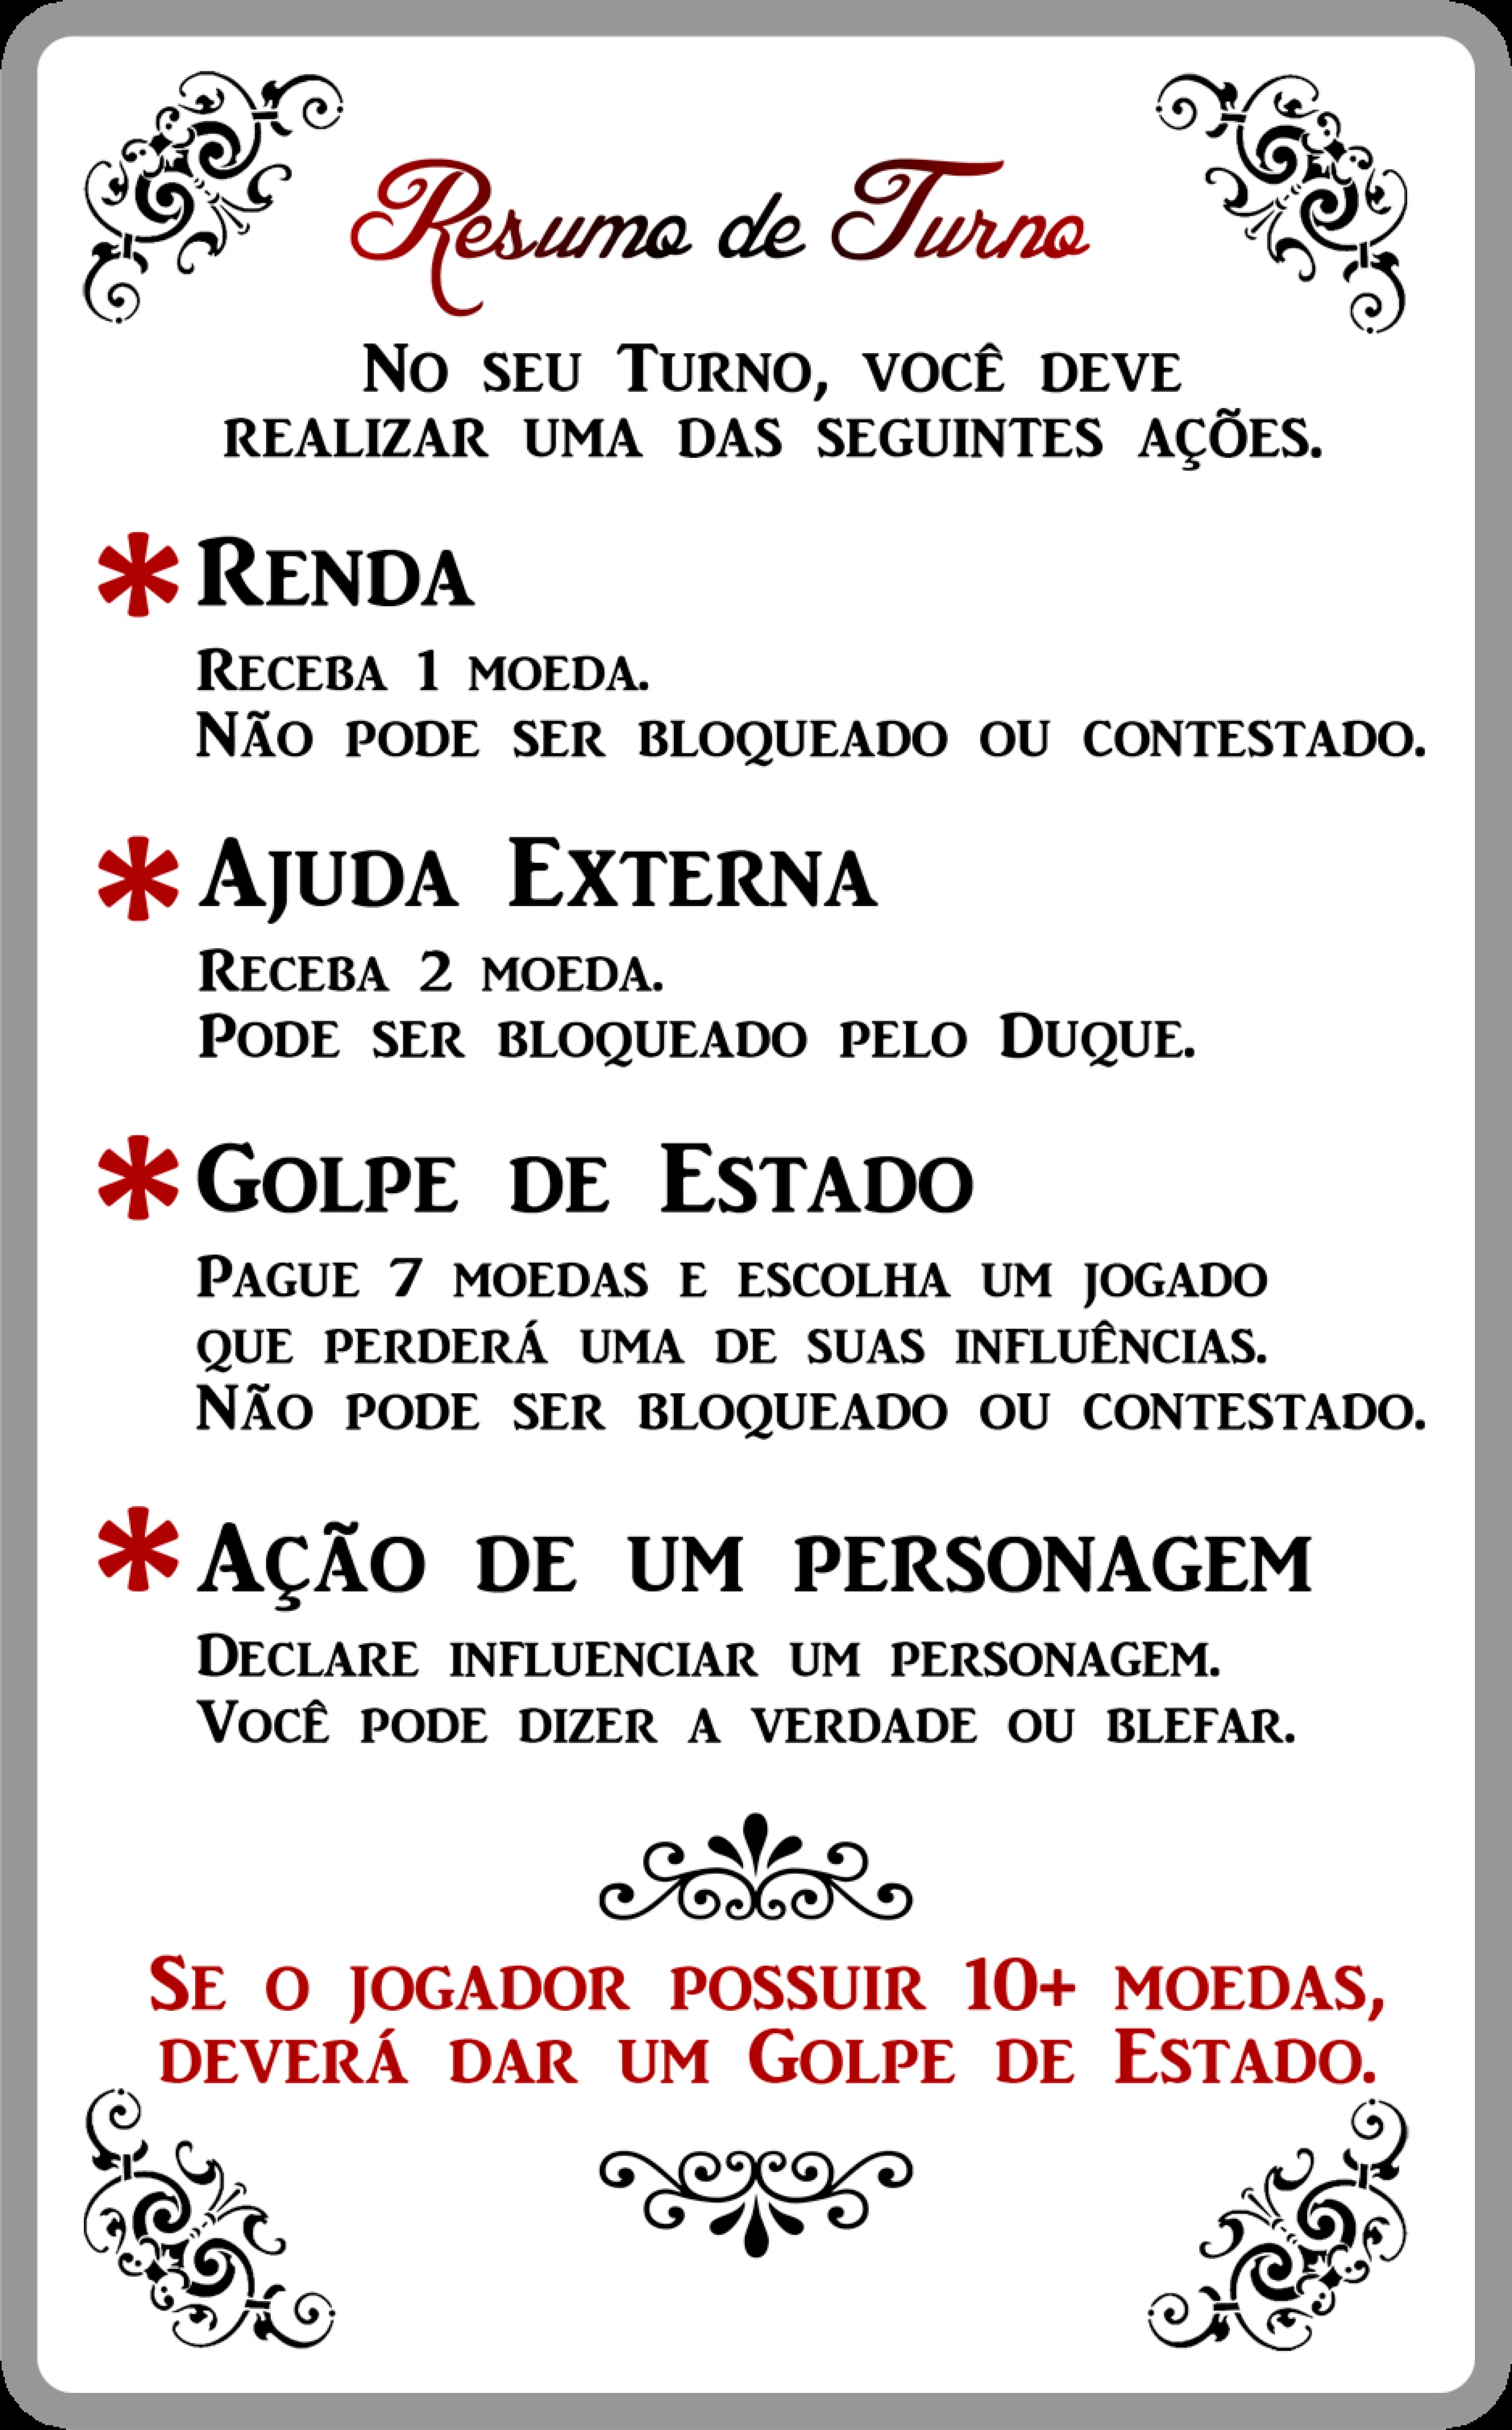 Resumo de Turno
No seu Turno, você deve
realizar uma das seguintes ações.
* Renda
Receba 1 moeda.
Não pode ser bloqueado ou contestado.
* Ajuda Externa
Receba 2 moeda.
Pode ser bloqueado pelo Duque.
* Golpe de Estado
Pague 7 moedas e escolha um jogado
que perderá uma de suas influências.
Não pode ser bloqueado ou contestado.
* Ação de um personagem
Declare influenciar um personagem.
Você pode dizer a verdade ou blefar.
Se o jogador possuir 10+ moedas,
deverá dar um Golpe de Estado.